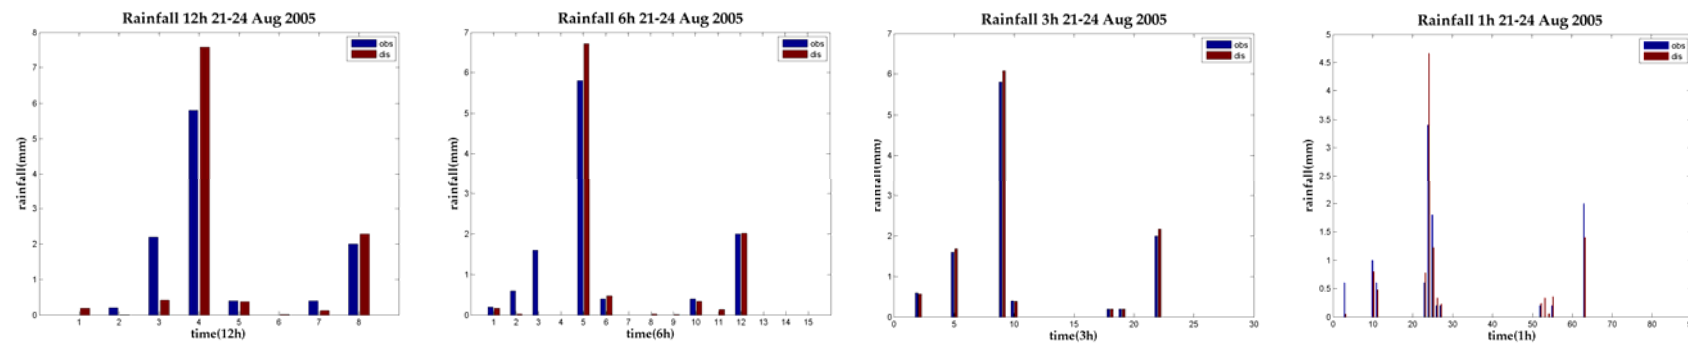 Rainfall 12h 21-24 Aug 2005
8
7
6
5
4
3
2
1
0
rainfall(mm)
obs
dis
1 2 3 4 5 6 7 8
time(12h)
Rainfall 6h 21-24 Aug 2005
7
6
5
4
3
2
1
0
rainfall(mm)
obs
dis
1 2 3 4 5 6 7 8 9 10 11 12 13 14 15
time(6h)
Rainfall 3h 21-24 Aug 2005
7
6
5
4
3
2
1
0
rainfall(mm)
obs
dis
0 5 10 15 20 25 30
time(3h)
Rainfall 1h 21-24 Aug 2005
5
4.5
4
3.5
3
2.5
2
1.5
1
0.5
0
rainfall(mm)
obs
dis
0 10 20 30 40 50 60 70 80
time(1h)